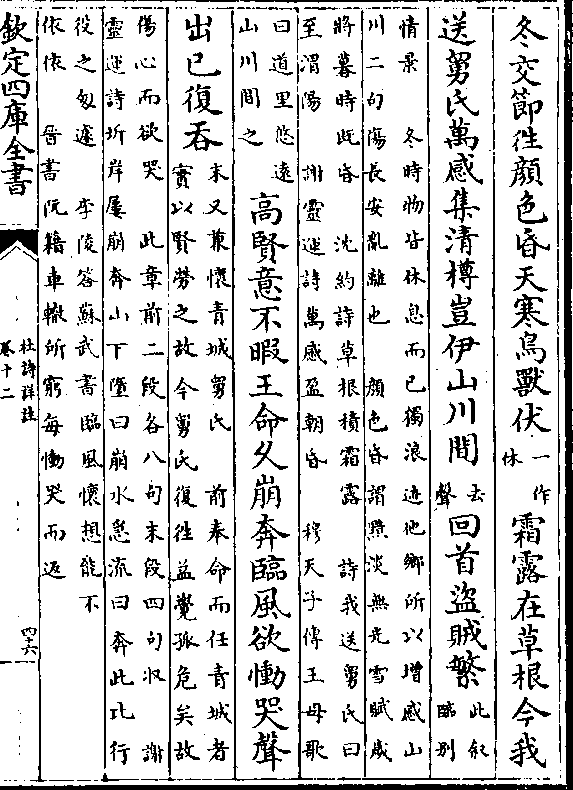 冬交節徃顔色昏天寒鳥獸伏一作休霜露在草根今我
送舅氏萬感集清樽豈伊山川間去聲回首盜賊繁此叙臨别
情景　冬時物皆休息而已獨浪迹他鄉所以增感山
川二句傷長安亂離也　顔色昏謂黯淡無光雪賦歳
將暮時既昏　沈約詩草根積霜露　詩我送舅氏曰
至渭陽　謝靈運詩萬感盈朝昏　穆天子傳王母歌
曰道里悠逺
山川間之
高賢意不暇王命久崩奔臨風欲慟哭聲
出已復吞
末又兼懷青城舅氏　前奉命而任青城者
實以賢勞之故今舅氏復徃益覺孤危矣故
傷心而欲哭　此章前二段各八句末段四句收　謝
靈運詩圻岸屢崩奔山下墮曰崩水急流曰奔此比行
役之匆遽　李陵答蘇武書臨風懷想能不
依依　晉書阮籍車轍所窮每慟哭而返
欽定四庫全書
杜詩詳註
卷十二
四六